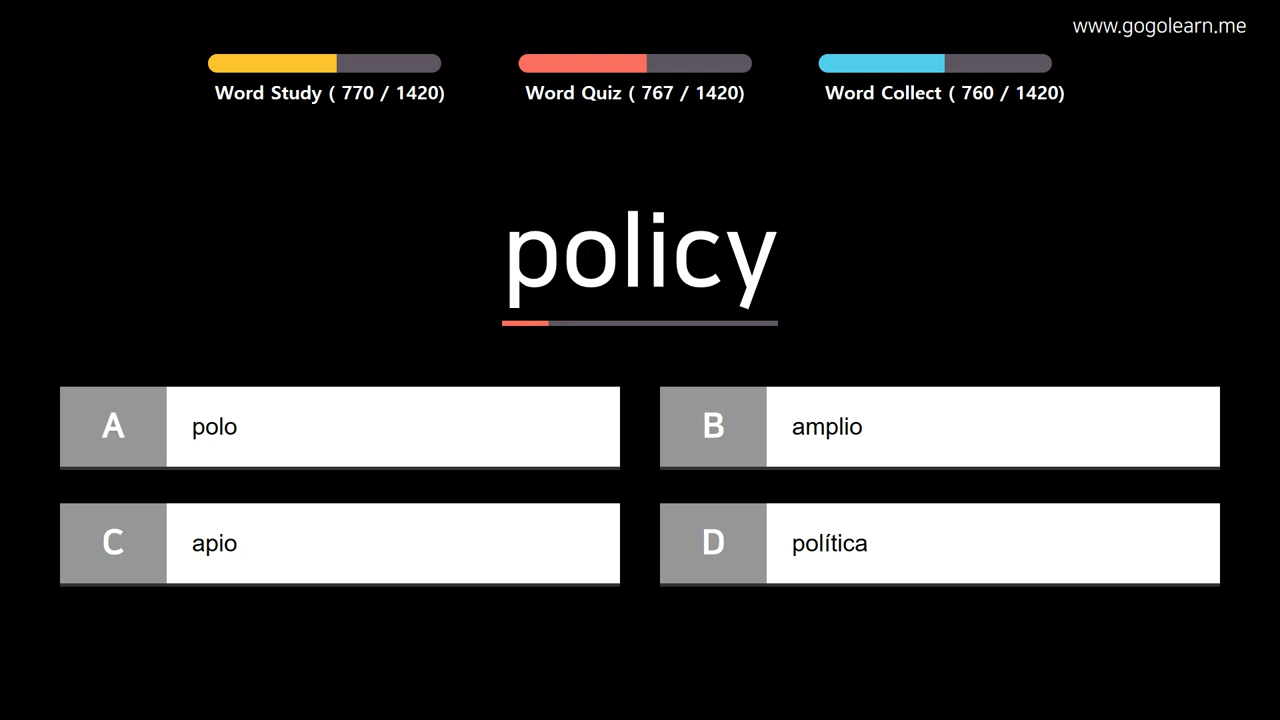 www.gogolearn.me
Word Study ( 770 / 1420)
Word Quiz ( 767 / 1420)
Word Collect ( 760 / 1420)
policy
A polo
B amplio
C apio
D política